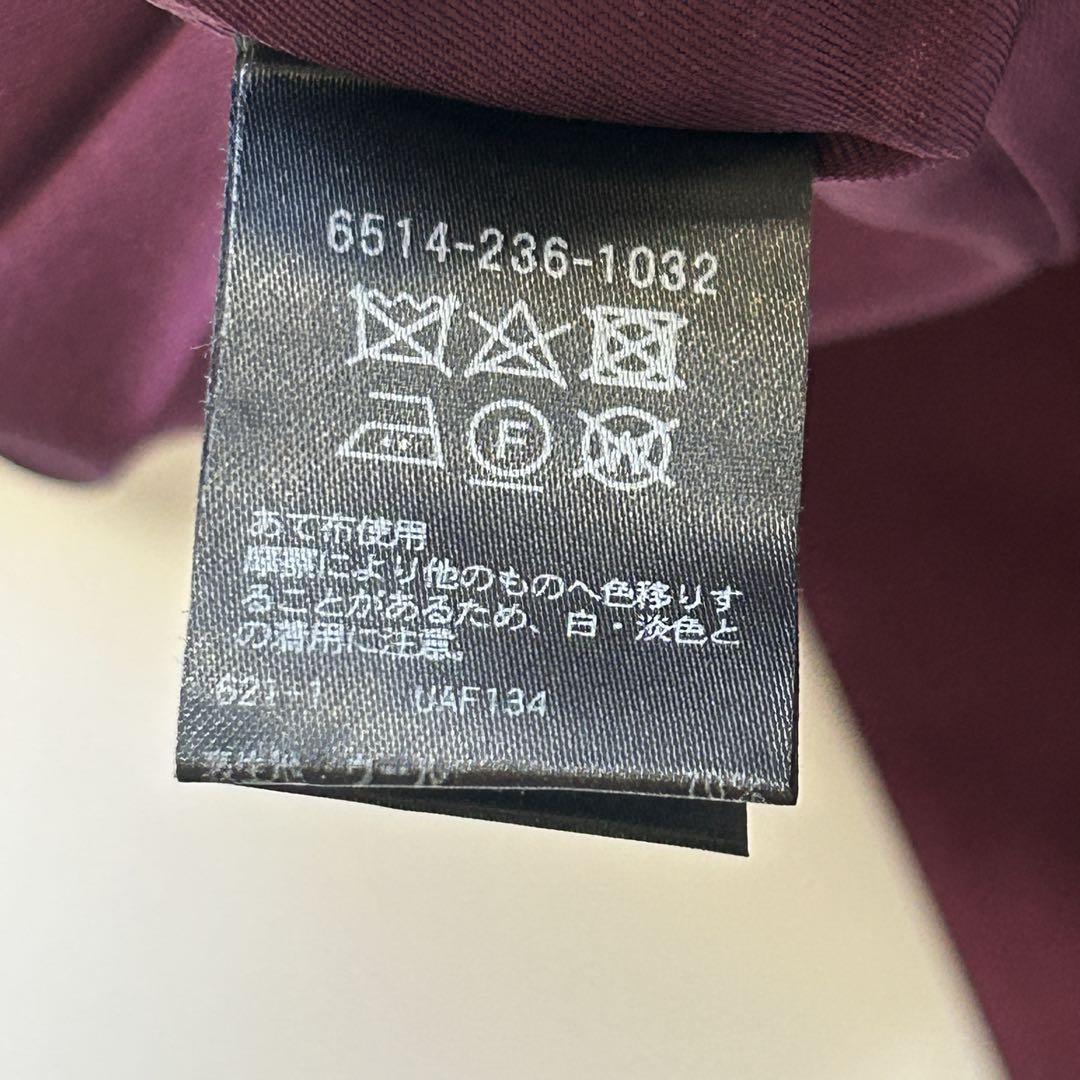 6514-236-1032
F
W
あて布使用
摩擦により他のものへ色移りす
ることがあるため、白・淡色と
の着用に注意。
621-1 UAF134